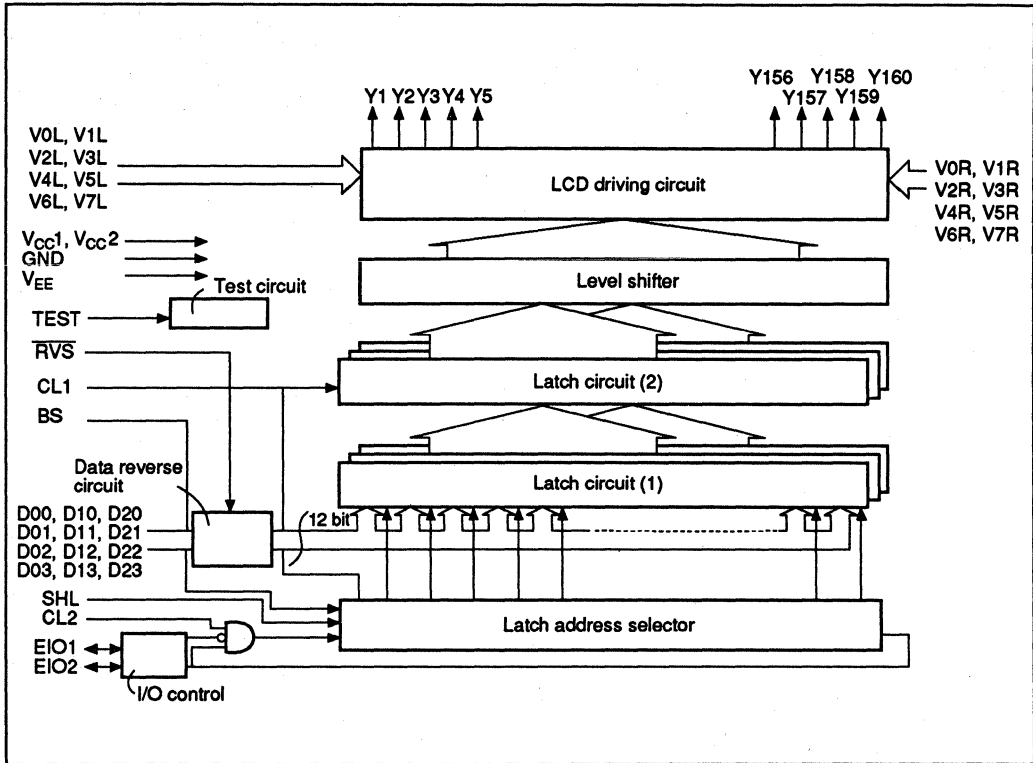 Y1 Y2 Y3 Y4 Y5
Y156 Y158 Y160
Y157 Y159
V0L, V1L
V2L, V3L
V4L, V5L
V6L, V7L
LCD driving circuit
V0R, V1R
V2R, V3R
V4R, V5R
V6R, V7R
VCC1, VCC2
GND
VEE
Level shifter
Test circuit
TEST
RVS
CL1
Latch circuit (2)
BS
Data reverse
circuit
Latch circuit (1)
D00, D10, D20
D01, D11, D21
D02, D12, D22
D03, D13, D23
12 bit
SHL
CL2
Latch address selector
EIO1
EIO2
I/O control